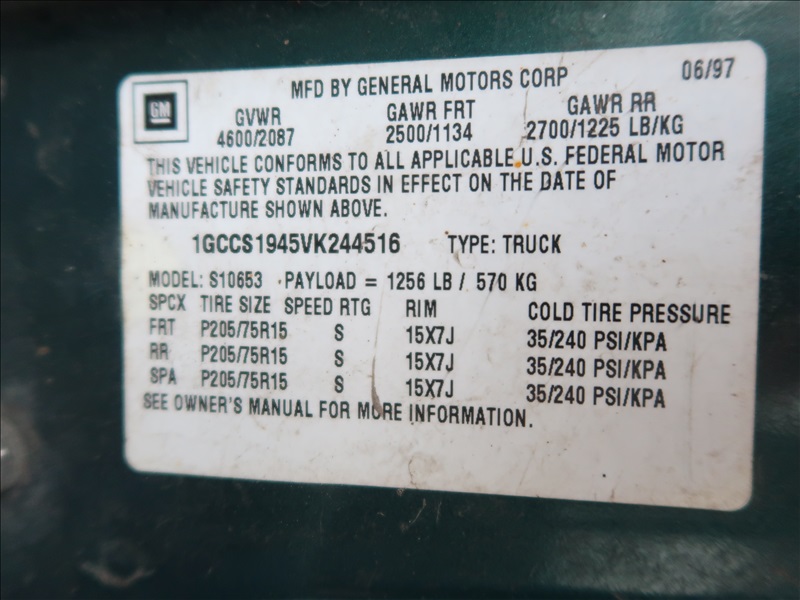 MFD BY GENERAL MOTORS CORP 06/97
GM
GVWR GAWR FRT GAWR RR
4600/2087 2500/1134 2700/1225 LB/KG
THIS VEHICLE CONFORMS TO ALL APPLICABLE U.S. FEDERAL MOTOR
VEHICLE SAFETY STANDARDS IN EFFECT ON THE DATE OF
MANUFACTURE SHOWN ABOVE.
1GCCS1945VK244516 TYPE: TRUCK
MODEL: S10653 PAYLOAD = 1256 LB / 570 KG
SPCX TIRE SIZE SPEED RTG RIM COLD TIRE PRESSURE
FRT P205/75R15 S 15X7J 35/240 PSI/KPA
RR P205/75R15 S 15X7J 35/240 PSI/KPA
SPA P205/75R15 S 15X7J 35/240 PSI/KPA
SEE OWNER'S MANUAL FOR MORE INFORMATION.